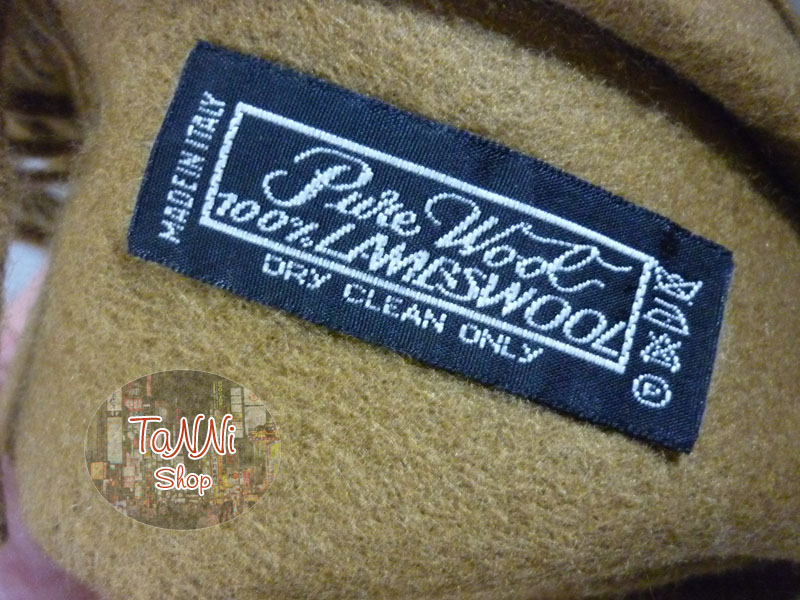 MADE IN ITALY
Pure Wool
100% LAMBSWOOL
DRY CLEAN ONLY
P
TaNNi
Shop